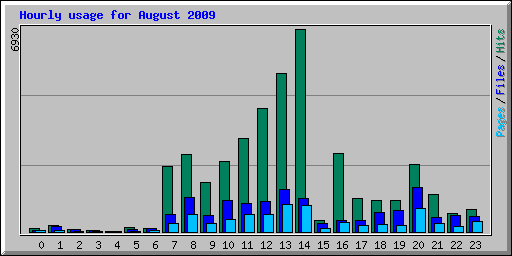 Hourly usage for August 2009
6930
Pages/Files/Hits
0 1 2 3 4 5 6 7 8 9 10 11 12 13 14 15 16 17 18 19 20 21 22 23